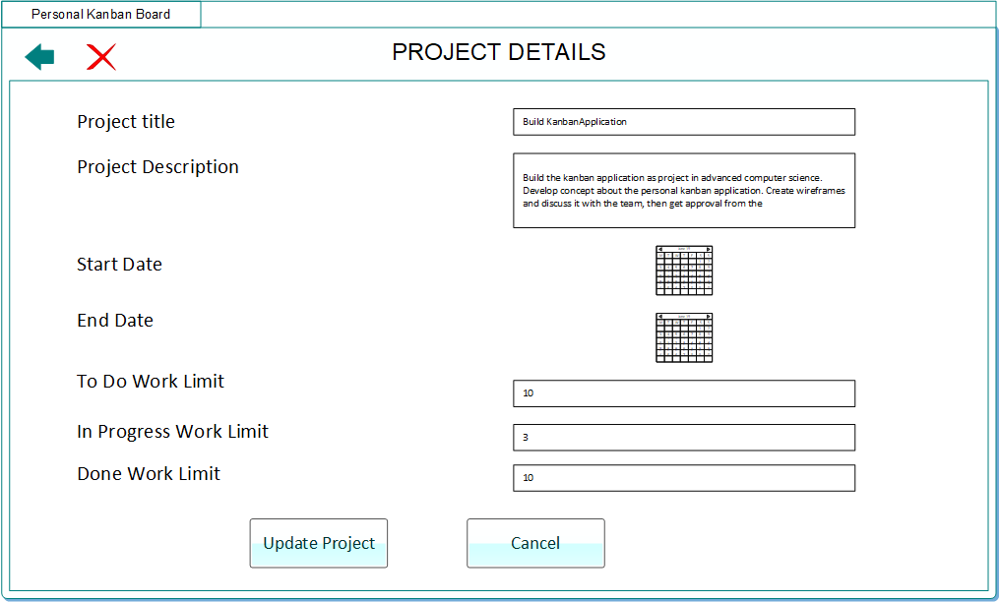 Personal Kanban Board
PROJECT DETAILS
Project title
Build KanbanApplication
Project Description
Build the kanban application as project in advanced computer science.
Develop concept about the personal kanban application. Create wireframes
and discuss it with the team, then get approval from the
Start Date
End Date
To Do Work Limit
10
In Progress Work Limit
3
Done Work Limit
10
Update Project
Cancel